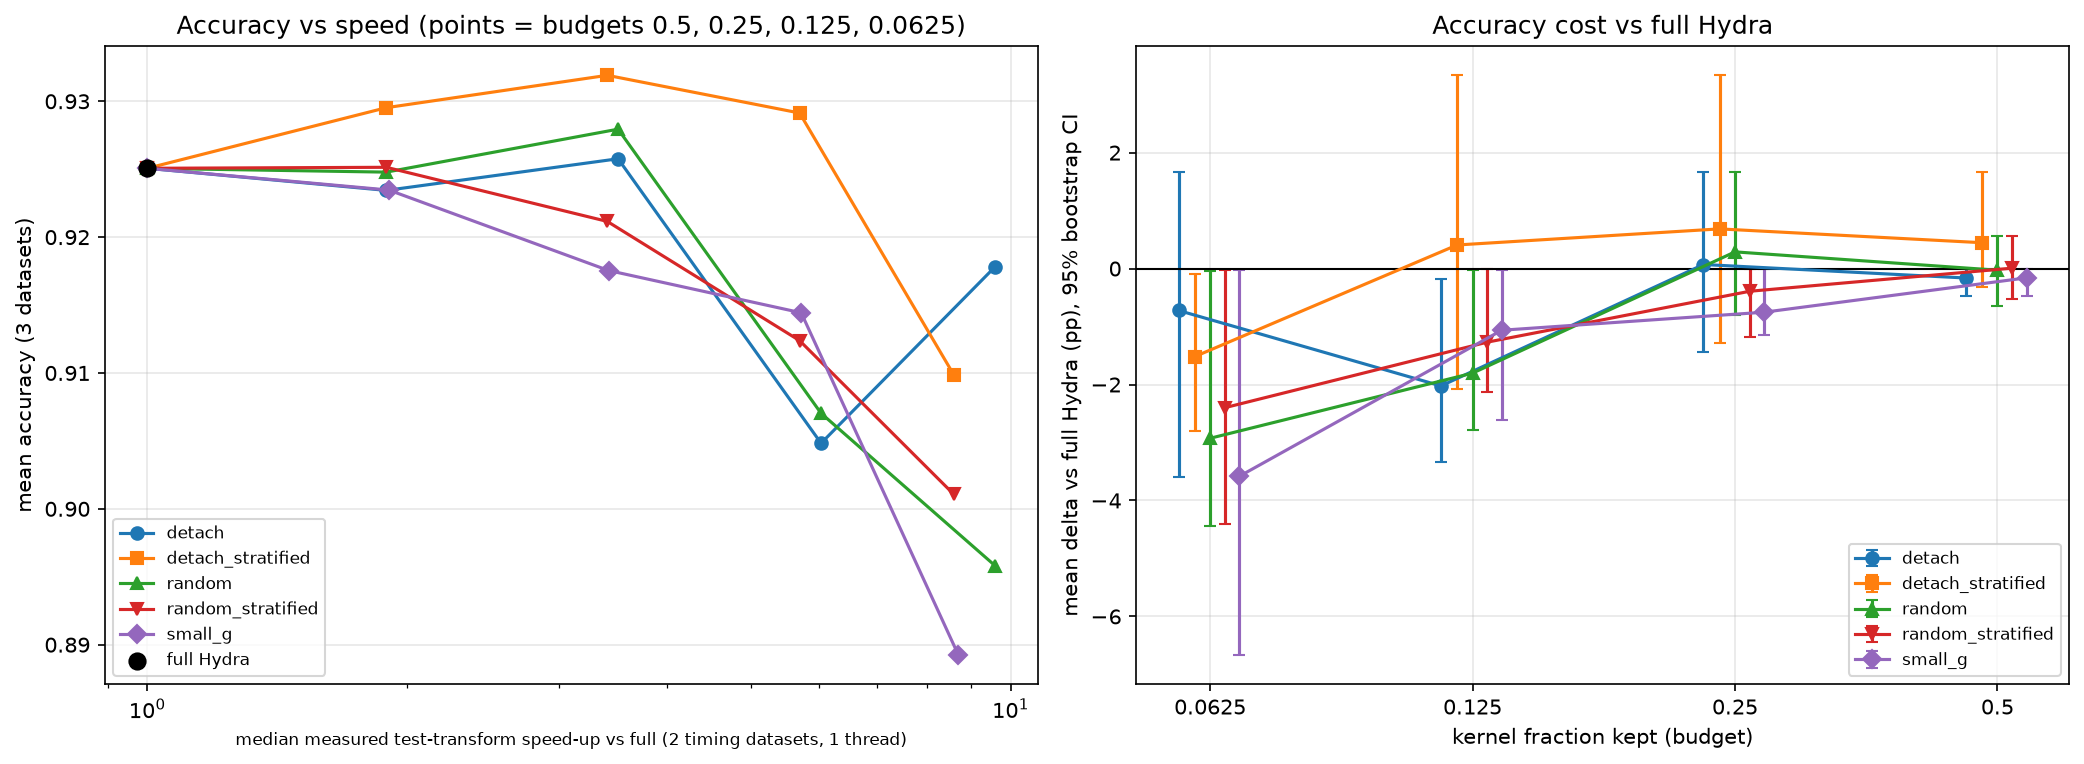 Accuracy vs speed (points = budgets 0.5, 0.25, 0.125, 0.0625)
mean accuracy (3 datasets)
0.93
0.92
0.91
0.90
0.89
detach
detach_stratified
random
random_stratified
small_g
full Hydra
10⁰
10¹
median measured test-transform speed-up vs full (2 timing datasets, 1 thread)
Accuracy cost vs full Hydra
mean delta vs full Hydra (pp), 95% bootstrap CI
2
0
−2
−4
−6
detach
detach_stratified
random
random_stratified
small_g
0.0625
0.125
0.25
0.5
kernel fraction kept (budget)